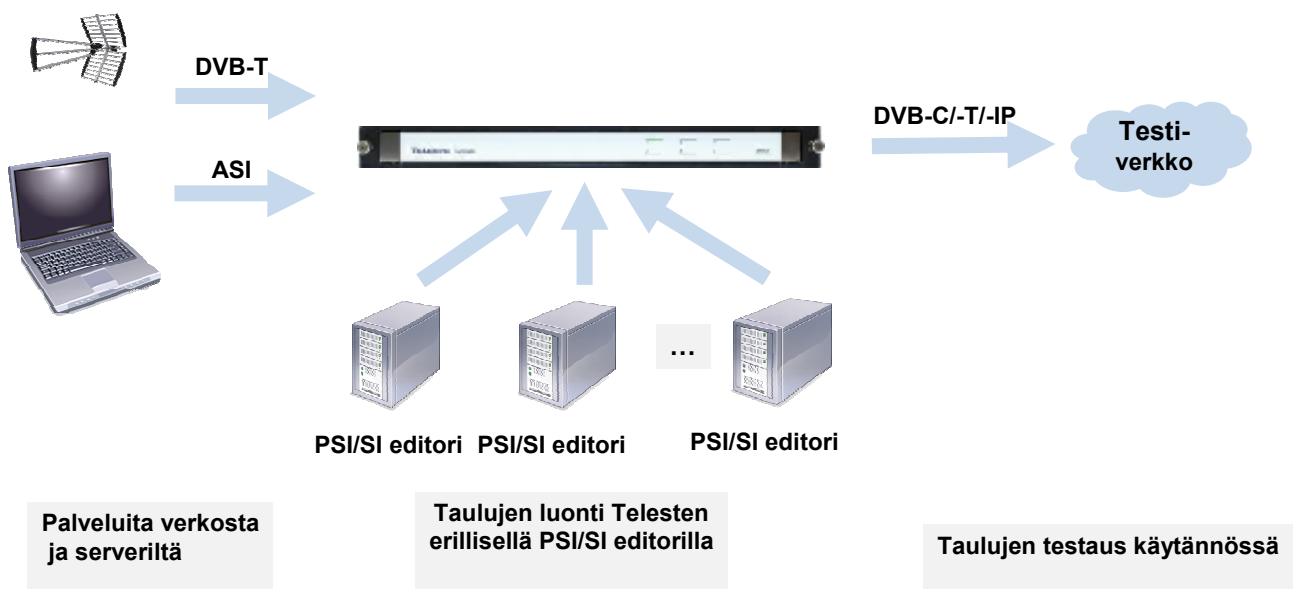 DVB-T
ASI
DVB-C/-T/-IP
Testi-
verkko
...
PSI/SI editori
PSI/SI editori
PSI/SI editori
Palveluita verkosta
ja serveriltä
Taulujen luonti Telesten
erillisellä PSI/SI editorilla
Taulujen testaus käytännössä